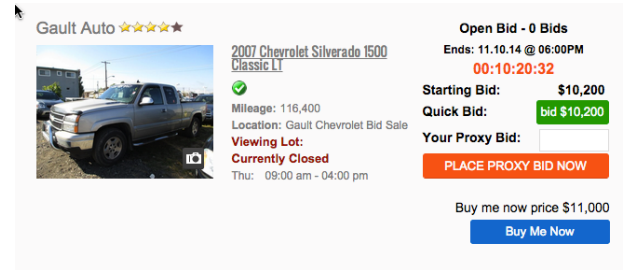 Gault Auto
2007 Chevrolet Silverado 1500
Classic LT
Mileage: 116,400
Location: Gault Chevrolet Bid Sale
Viewing Lot:
Currently Closed
Thu: 09:00 am - 04:00 pm
Open Bid - 0 Bids
Ends: 11.10.14 @ 06:00PM
00:10:20:32
Starting Bid: $10,200
Quick Bid: bid $10,200
Your Proxy Bid:
PLACE PROXY BID NOW
Buy me now price $11,000
Buy Me Now